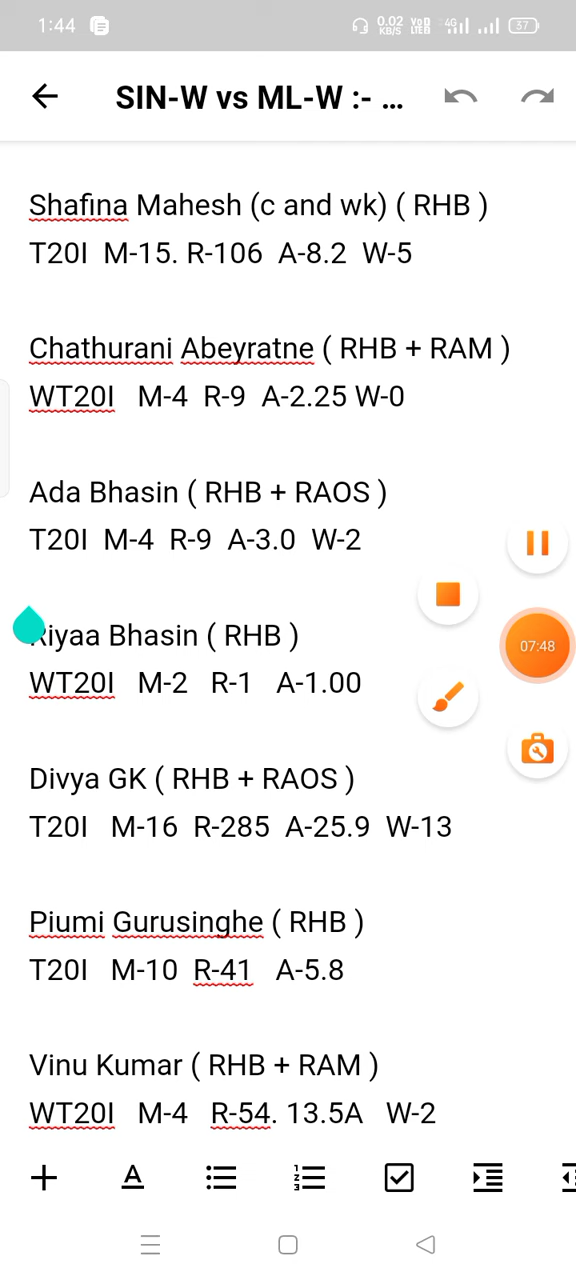 1:44
0.02 KB/S VoD LTE 4G 37
SIN-W vs ML-W :- ...
Shafina Mahesh (c and wk) ( RHB )
T20I M-15. R-106 A-8.2 W-5
Chathurani Abeyratne ( RHB + RAM )
WT20I M-4 R-9 A-2.25 W-0
Ada Bhasin ( RHB + RAOS )
T20I M-4 R-9 A-3.0 W-2
Riyaa Bhasin ( RHB )
WT20I M-2 R-1 A-1.00
07:48
Divya GK ( RHB + RAOS )
T20I M-16 R-285 A-25.9 W-13
Piumi Gurusinghe ( RHB )
T20I M-10 R-41 A-5.8
Vinu Kumar ( RHB + RAM )
WT20I M-4 R-54. 13.5A W-2